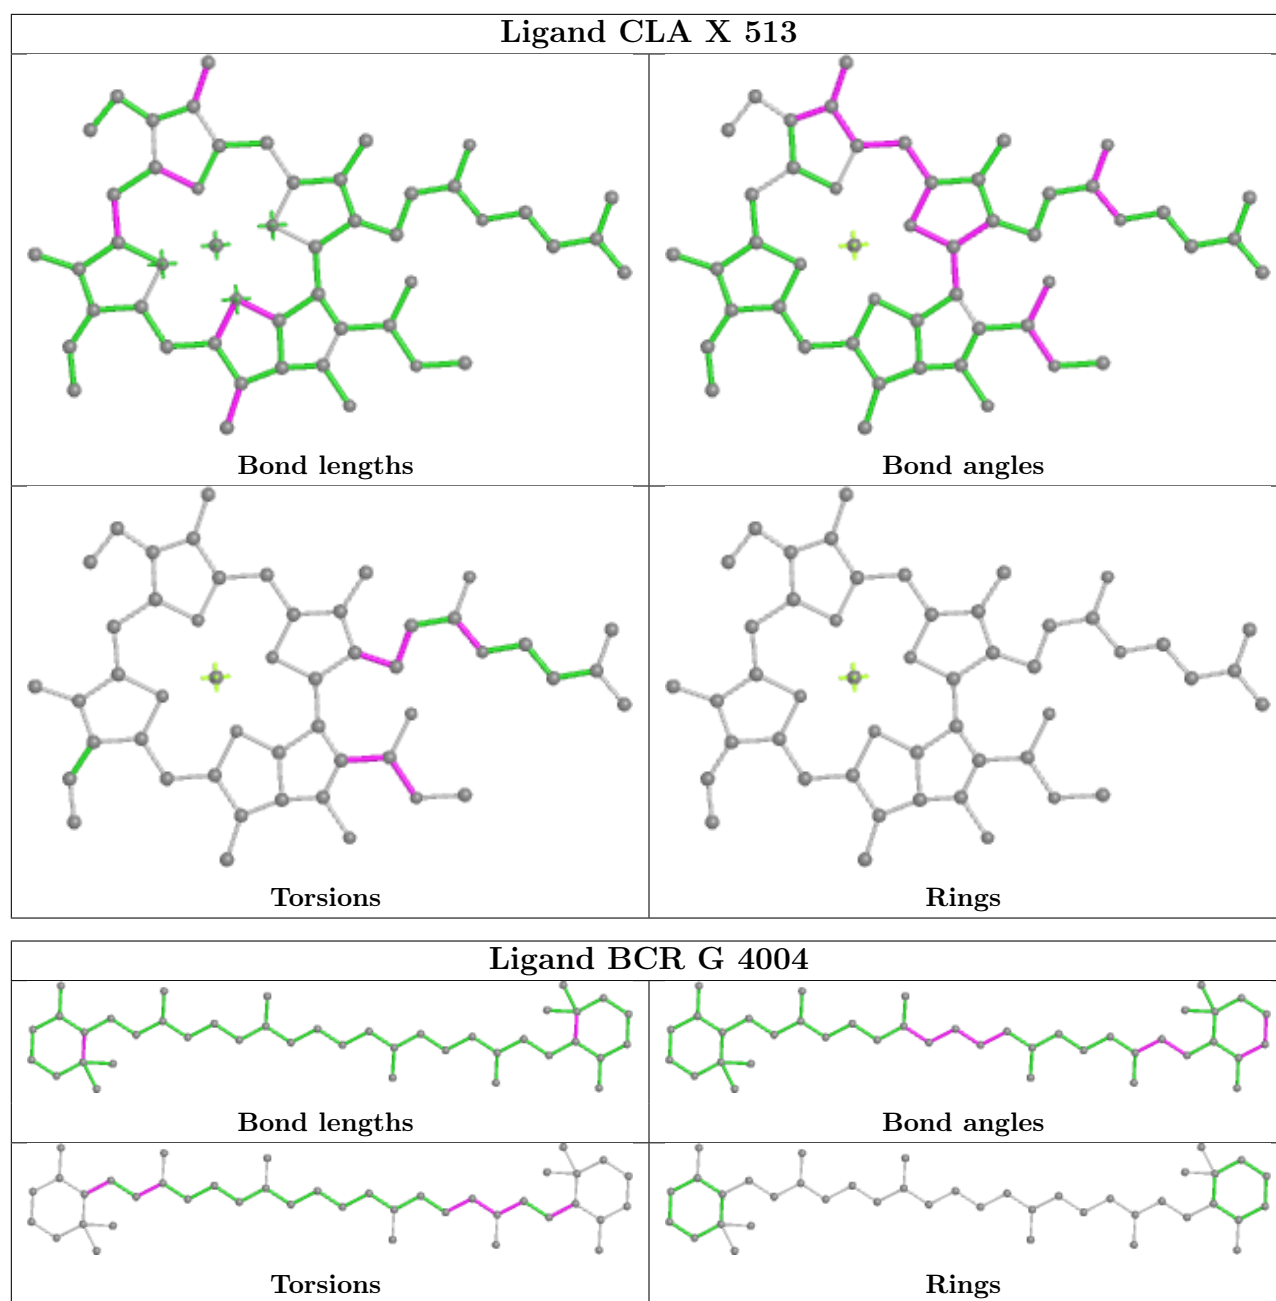 Ligand CLA X 513
Bond lengths
Bond angles
Torsions
Rings
Ligand BCR G 4004
Bond lengths
Bond angles
Torsions
Rings